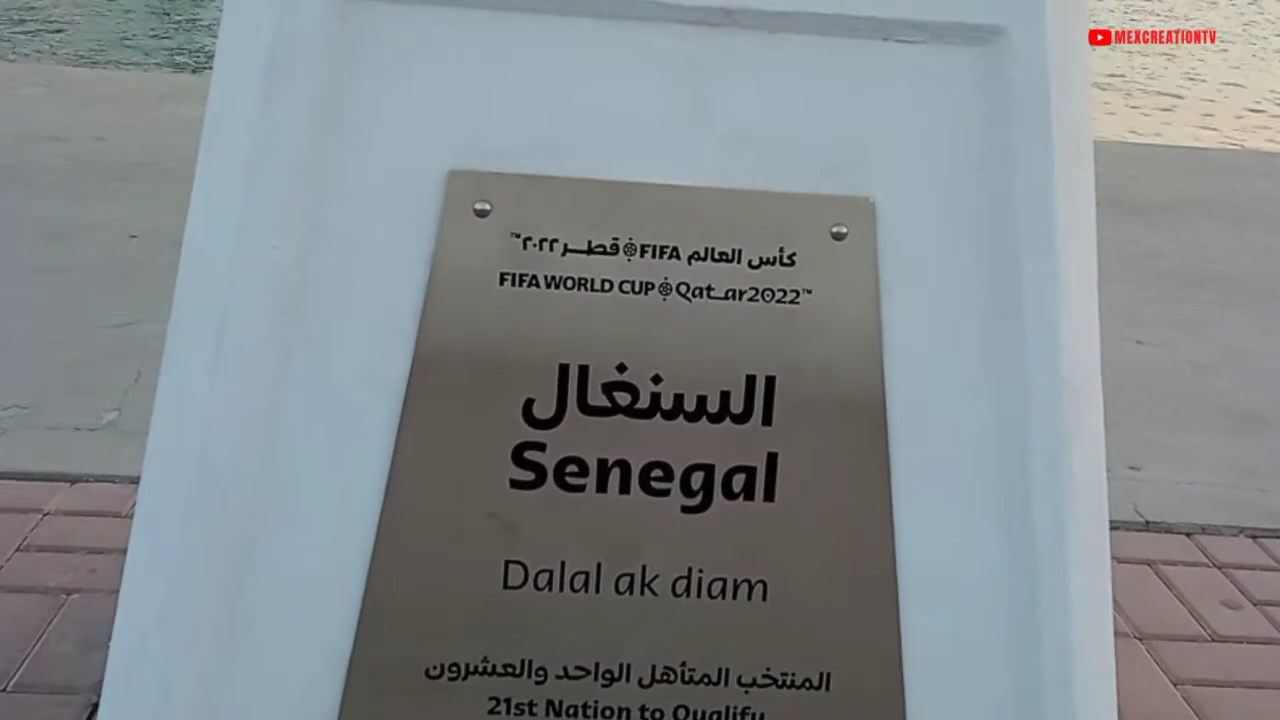 MEXCREATIONTV
كأس العالم FIFA قطر ٢٠٢٢™
FIFA WORLD CUP Qatar2022™
السنغال
Senegal
Dalal ak diam
المنتخب المتأهل الواحد والعشرون
21st Nation to Qualify